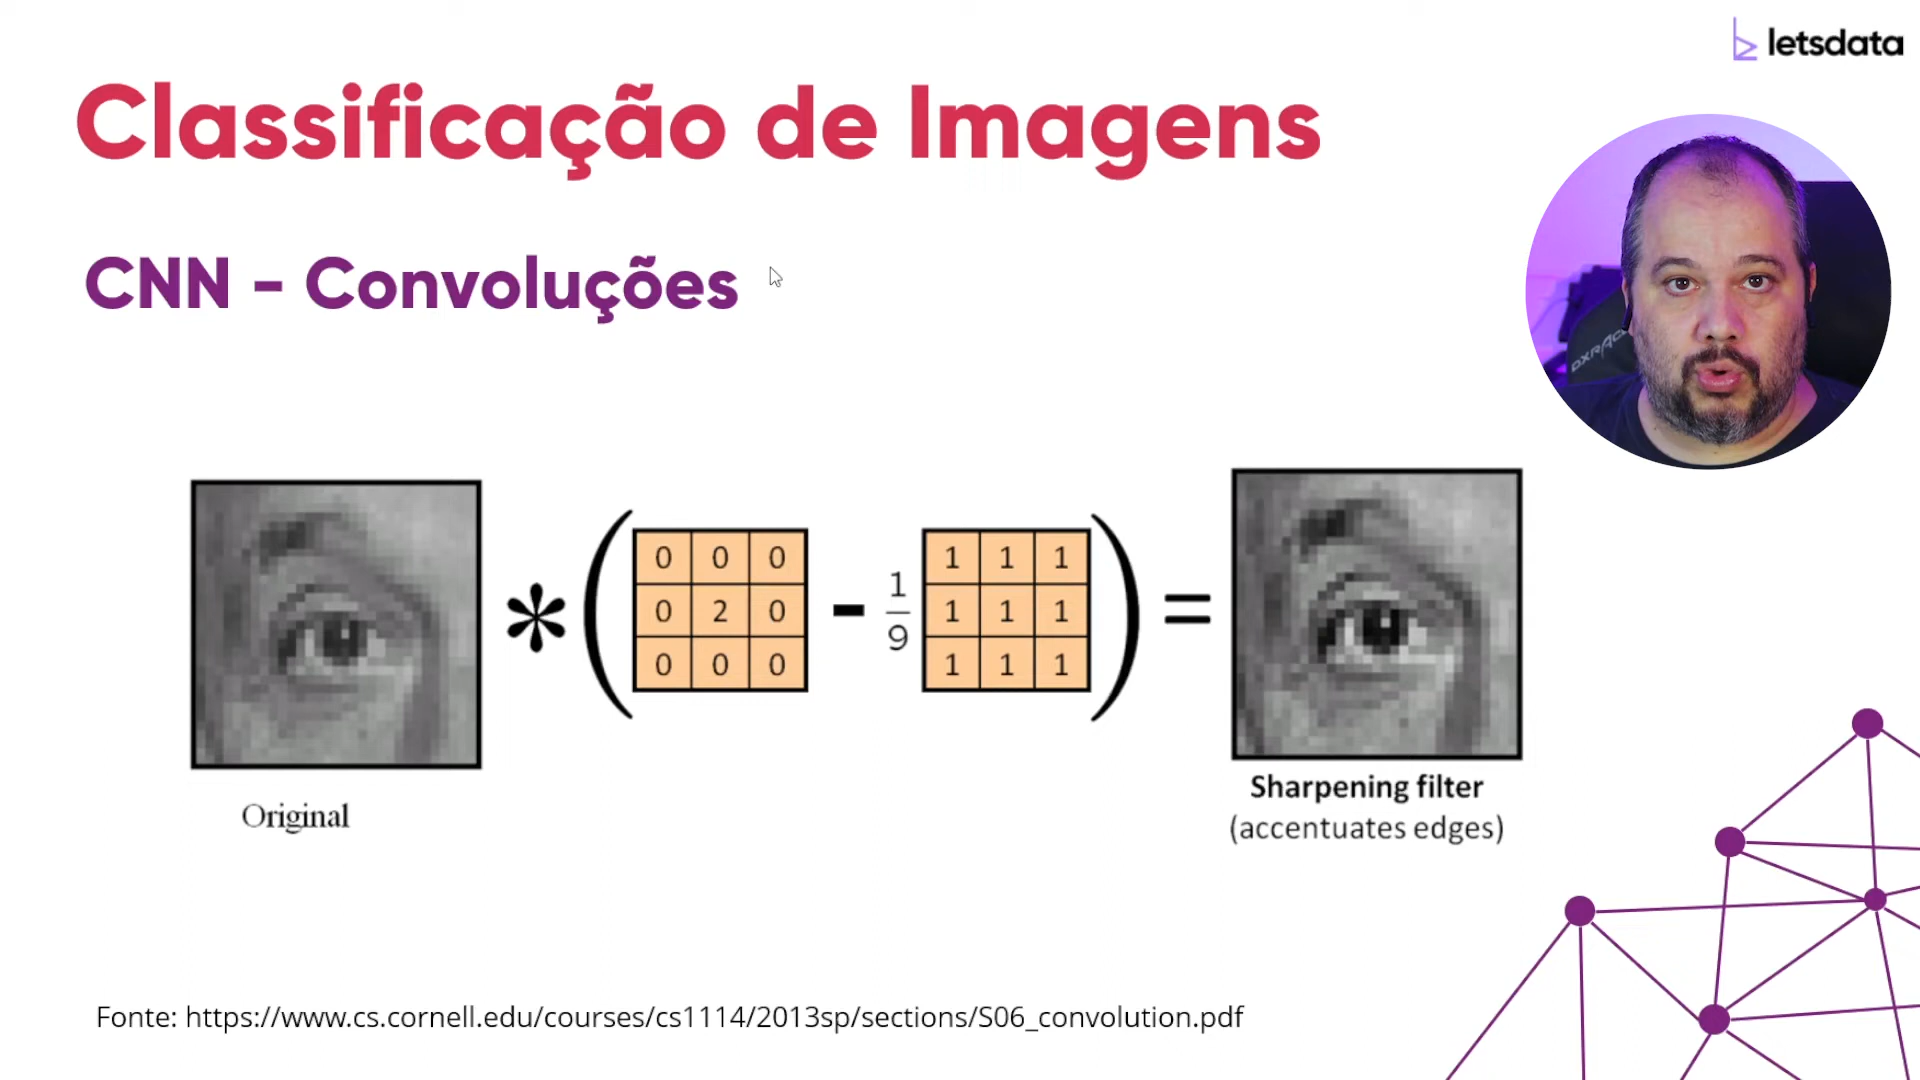 letsdata
Classificação de Imagens
CNN - Convoluções
DXRAC
0 0 0
0 2 0
0 0 0
1
9
1 1 1
1 1 1
1 1 1
Original
Sharpening filter
(accentuates edges)
Fonte: https://www.cs.cornell.edu/courses/cs1114/2013sp/sections/S06_convolution.pdf